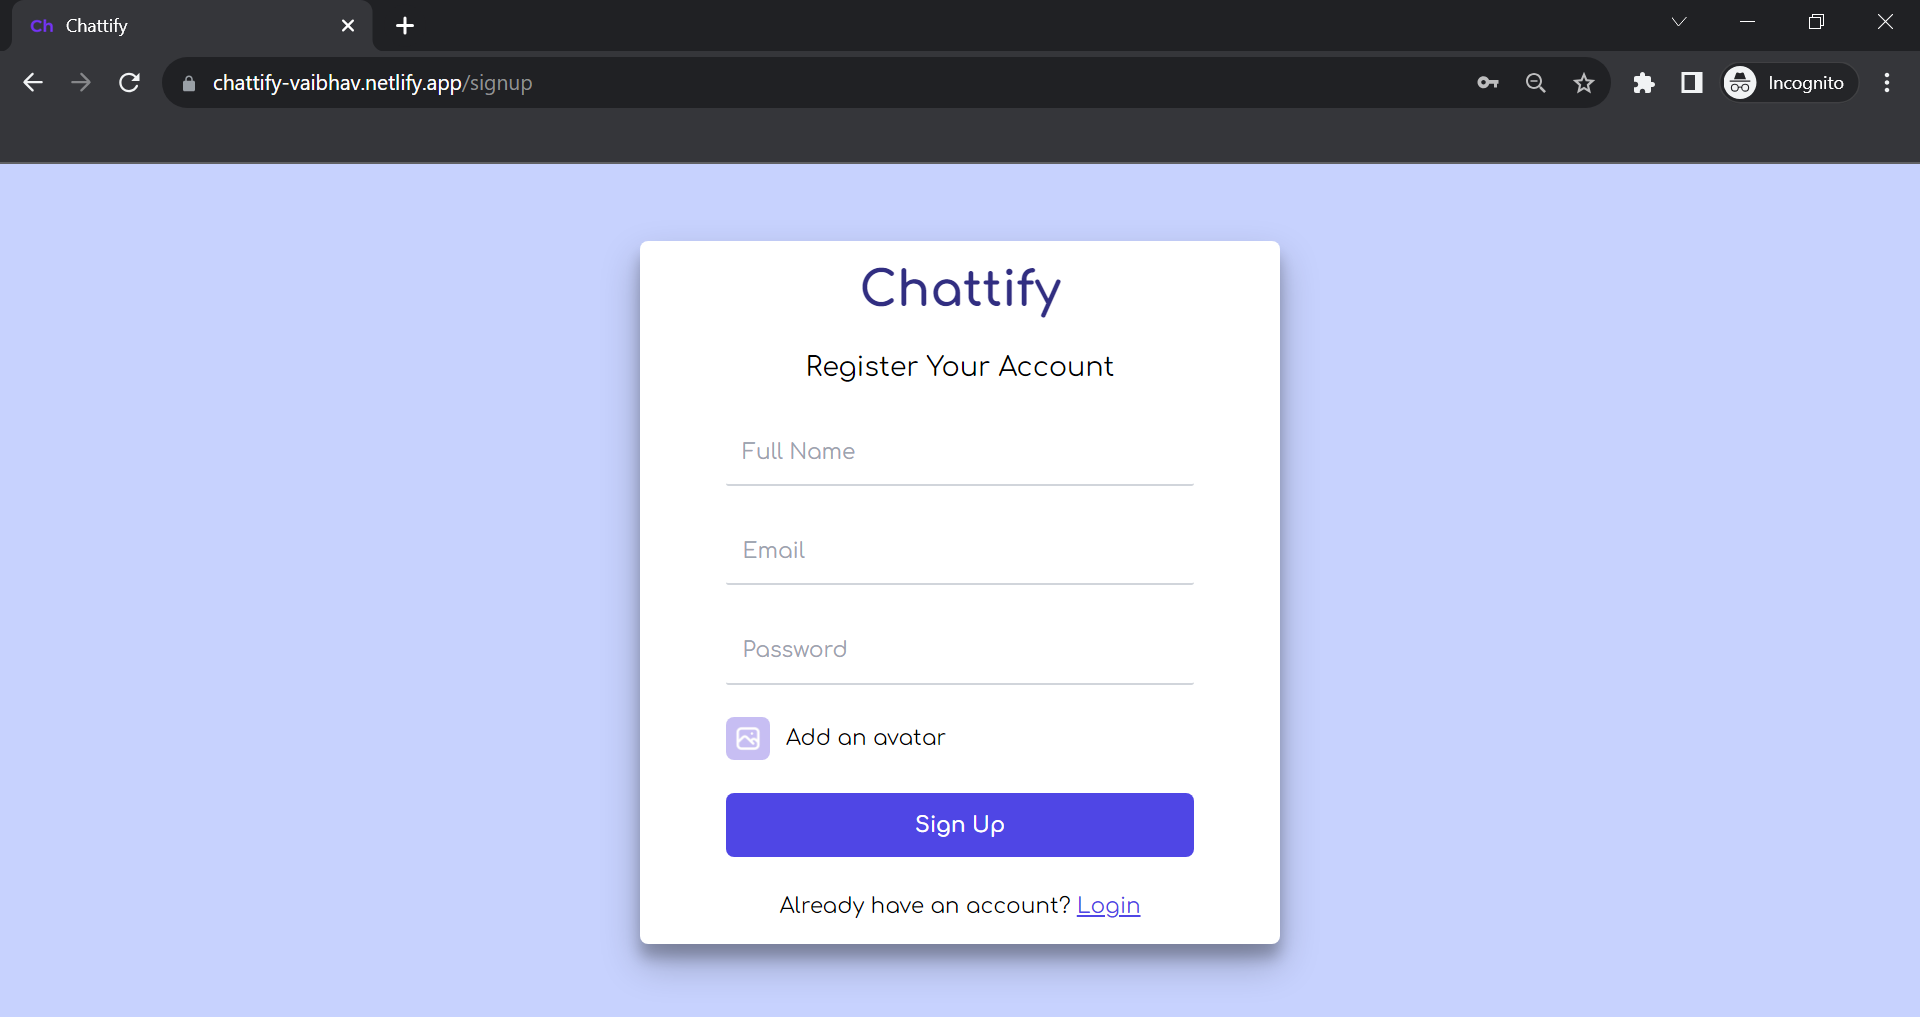 Ch Chattify
chattify-vaibhav.netlify.app/signup
Incognito
Chattify
Register Your Account
Full Name
Email
Password
Add an avatar
Sign Up
Already have an account? Login